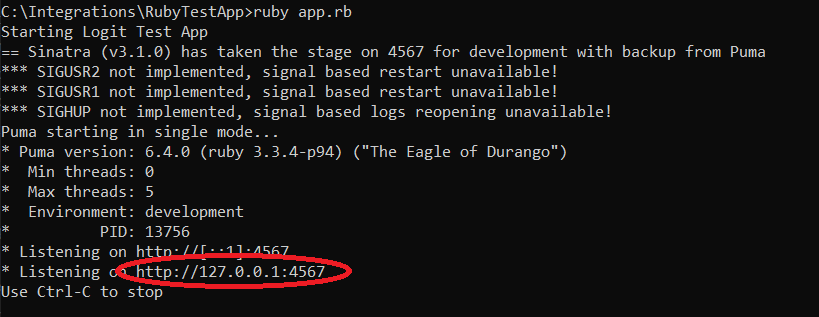 C:\Integrations\RubyTestApp>ruby app.rb
Starting Logit Test App
== Sinatra (v3.1.0) has taken the stage on 4567 for development with backup from Puma
*** SIGUSR2 not implemented, signal based restart unavailable!
*** SIGUSR1 not implemented, signal based restart unavailable!
*** SIGHUP not implemented, signal based logs reopening unavailable!
Puma starting in single mode...
* Puma version: 6.4.0 (ruby 3.3.4-p94) ("The Eagle of Durango")
*  Min threads: 0
*  Max threads: 5
*  Environment: development
*          PID: 13756
* Listening on http://[::1]:4567
* Listening on http://127.0.0.1:4567
Use Ctrl-C to stop